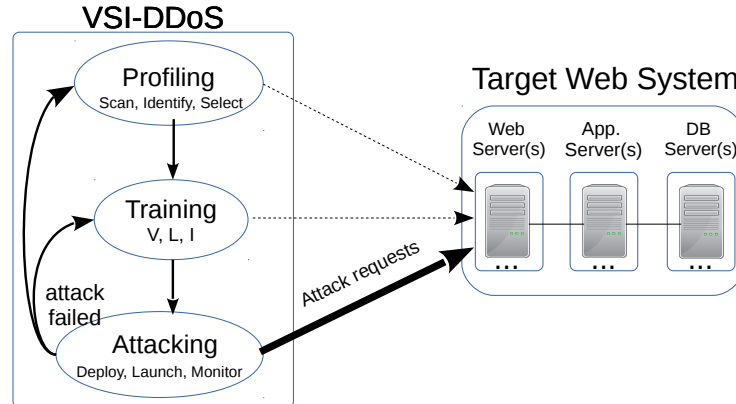 VSI-DDoS
Profiling
Scan, Identify, Select
Training
V, L, I
attack
failed
Attacking
Deploy, Launch, Monitor
Attack requests
Target Web System
Web
Server(s)
App.
Server(s)
DB
Server(s)
...
...
...